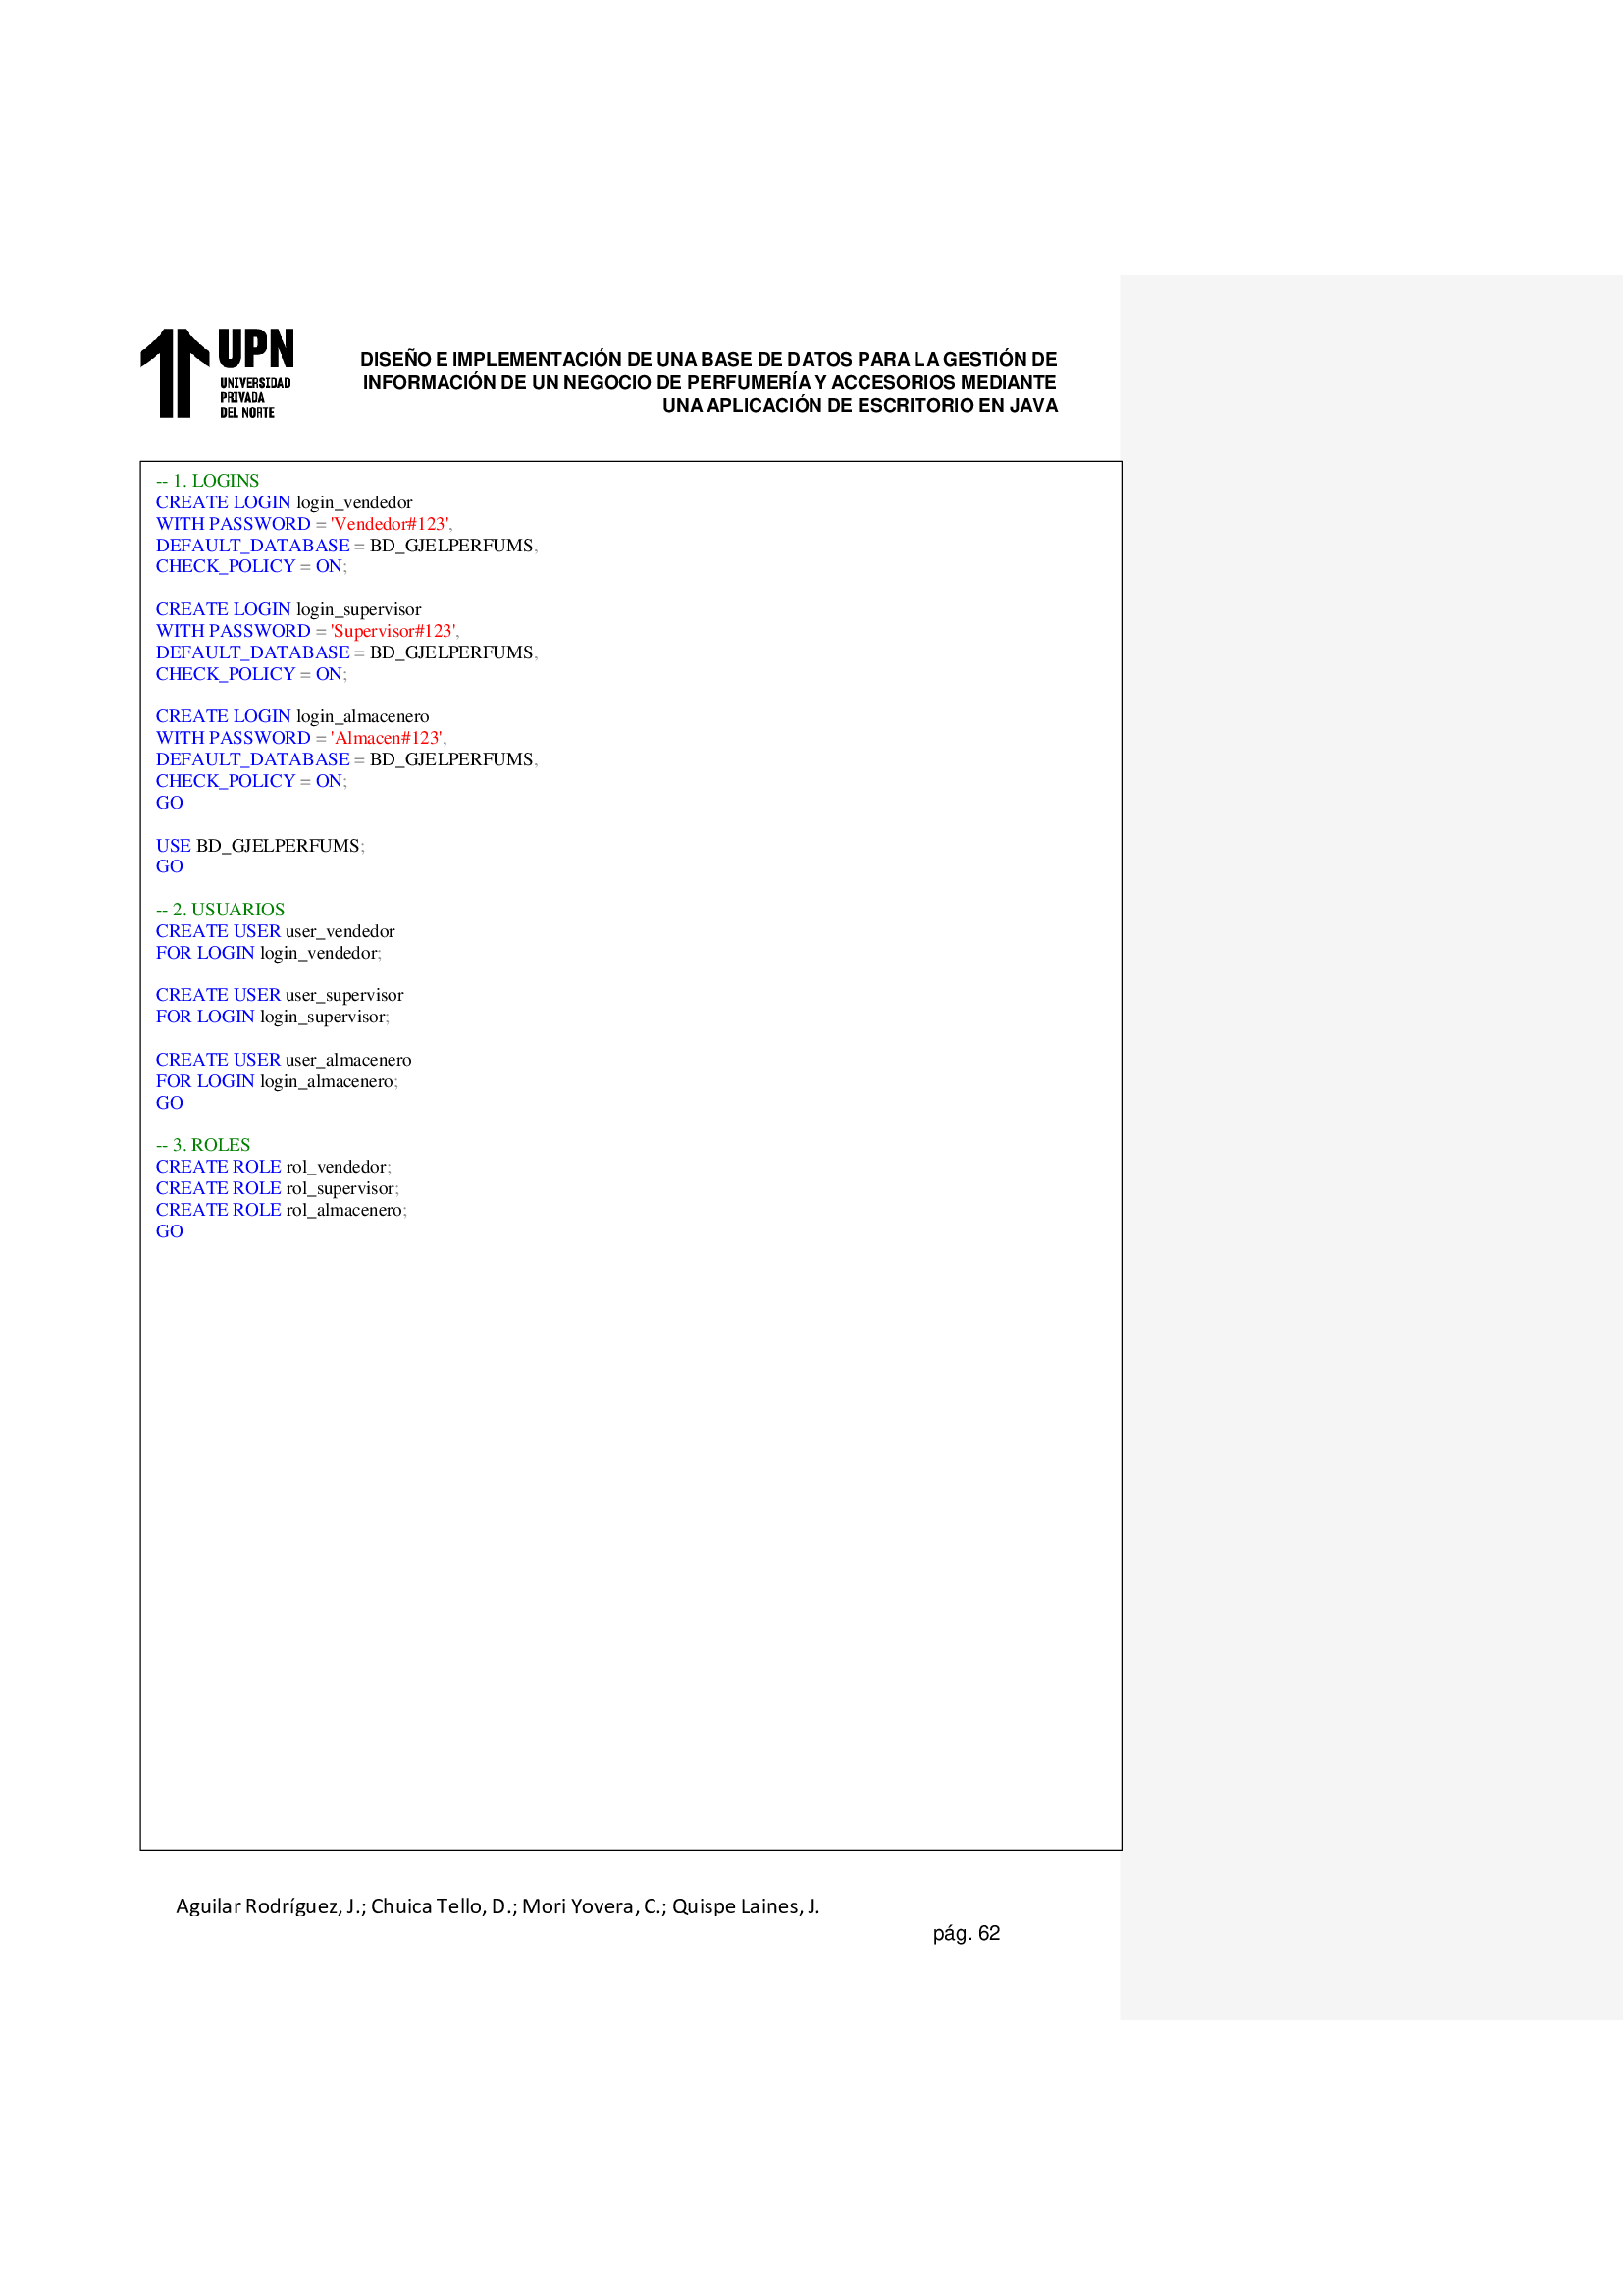 UPN
UNIVERSIDAD
PRIVADA
DEL NORTE
DISEÑO E IMPLEMENTACIÓN DE UNA BASE DE DATOS PARA LA GESTIÓN DE
INFORMACIÓN DE UN NEGOCIO DE PERFUMERÍA Y ACCESORIOS MEDIANTE
UNA APLICACIÓN DE ESCRITORIO EN JAVA
-- 1. LOGINS
CREATE LOGIN login_vendedor
WITH PASSWORD = 'Vendedor#123',
DEFAULT_DATABASE = BD_GJELPERFUMS,
CHECK_POLICY = ON;
CREATE LOGIN login_supervisor
WITH PASSWORD = 'Supervisor#123',
DEFAULT_DATABASE = BD_GJELPERFUMS,
CHECK_POLICY = ON;
CREATE LOGIN login_almacenero
WITH PASSWORD = 'Almacen#123',
DEFAULT_DATABASE = BD_GJELPERFUMS,
CHECK_POLICY = ON;
GO
USE BD_GJELPERFUMS;
GO
-- 2. USUARIOS
CREATE USER user_vendedor
FOR LOGIN login_vendedor;
CREATE USER user_supervisor
FOR LOGIN login_supervisor;
CREATE USER user_almacenero
FOR LOGIN login_almacenero;
GO
-- 3. ROLES
CREATE ROLE rol_vendedor;
CREATE ROLE rol_supervisor;
CREATE ROLE rol_almacenero;
GO
Aguilar Rodríguez, J.; Chuica Tello, D.; Mori Yovera, C.; Quispe Laines, J.
pág. 62